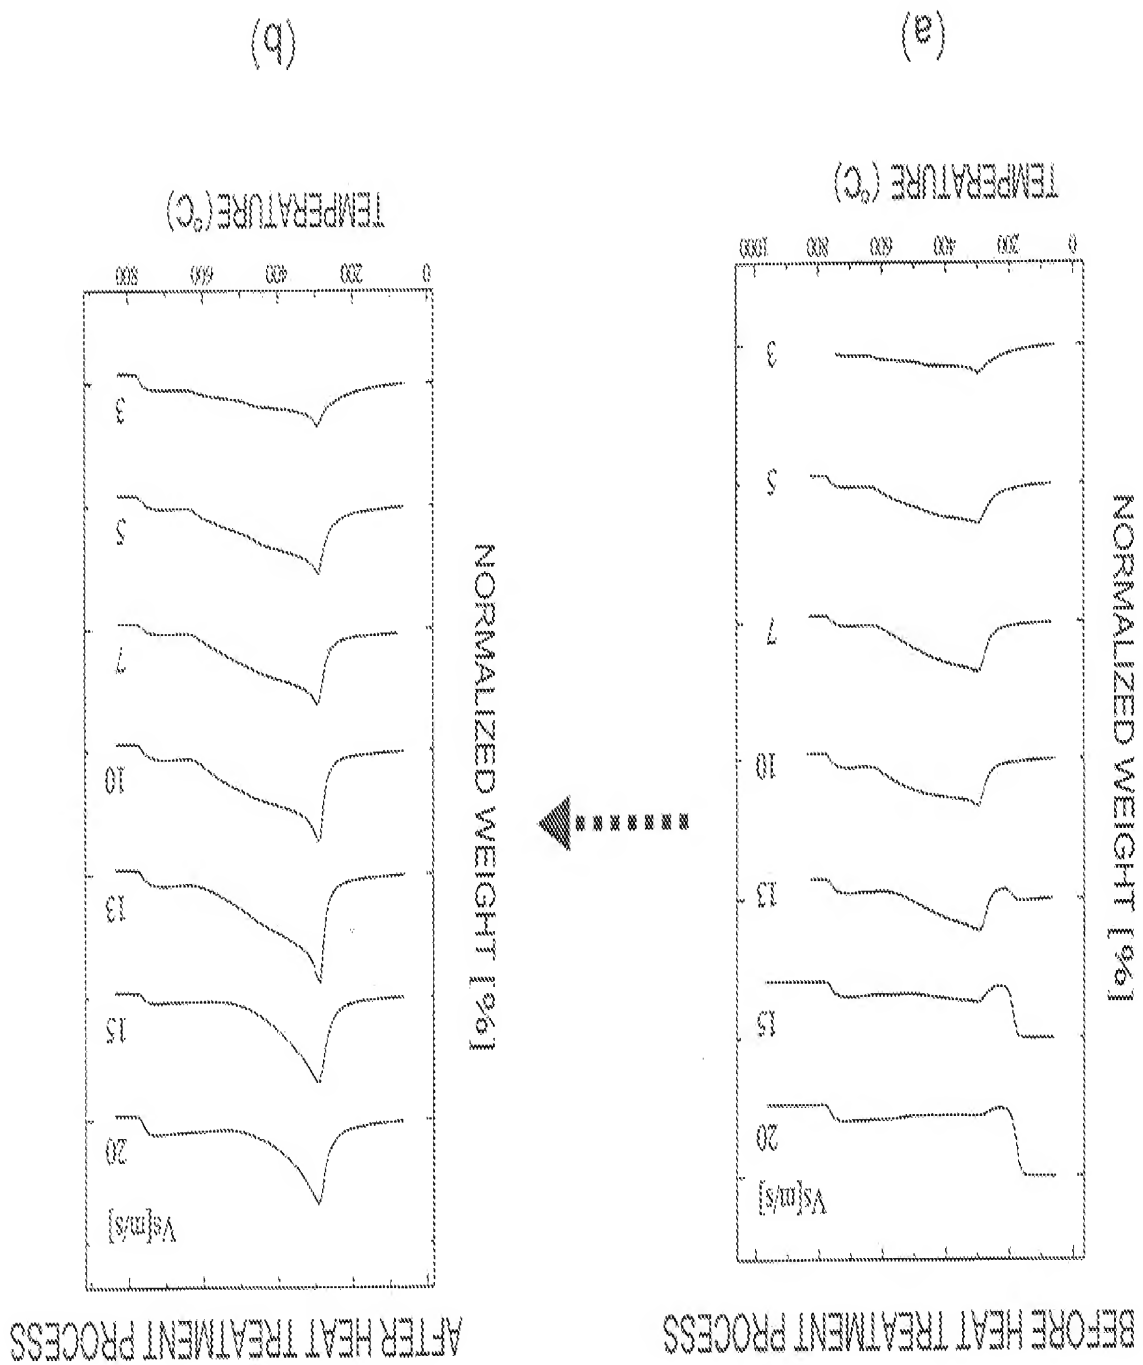 BEFORE HEAT TREATMENT PROCESS
NORMALIZED WEIGHT [%]
Vs[m/s]
20
15
13
10
7
5
3
0 200 400 600 800 1000
TEMPERATURE (°C)
(a)
AFTER HEAT TREATMENT PROCESS
NORMALIZED WEIGHT [%]
Vs[m/s]
20
15
13
10
7
5
3
0 200 400 600 800
TEMPERATURE (°C)
(b)